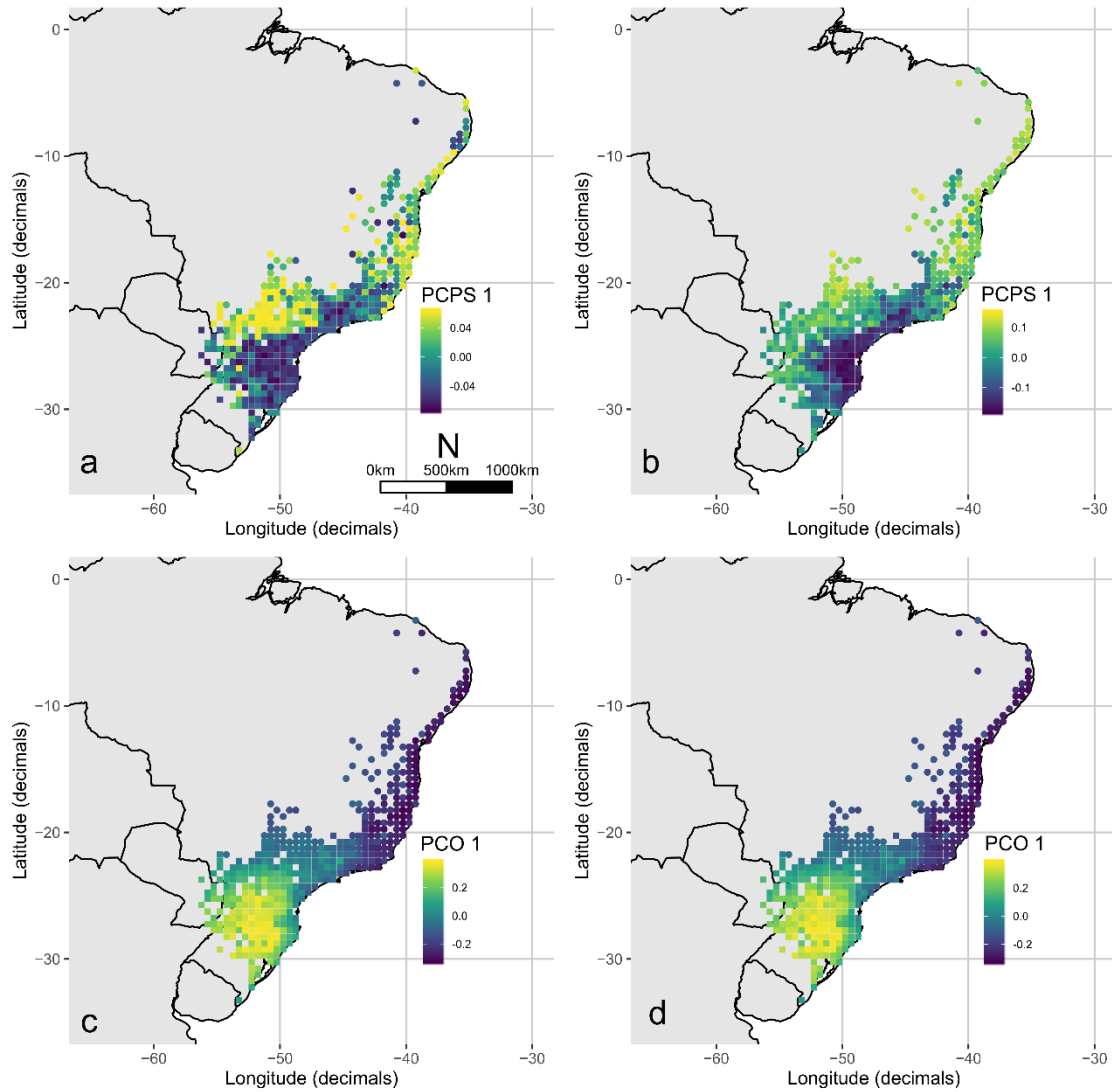 0
−10
−20
−30
Latitude (decimals)
PCPS 1
0.04
0.00
-0.04
a
N
0km 500km 1000km
−60 −50 −40 −30
Longitude (decimals)
0
−10
−20
−30
Latitude (decimals)
PCPS 1
0.1
0.0
-0.1
b
−60 −50 −40 −30
Longitude (decimals)
0
−10
−20
−30
Latitude (decimals)
PCO 1
0.2
0.0
-0.2
c
−60 −50 −40 −30
Longitude (decimals)
0
−10
−20
−30
Latitude (decimals)
PCO 1
0.2
0.0
-0.2
d
−60 −50 −40 −30
Longitude (decimals)